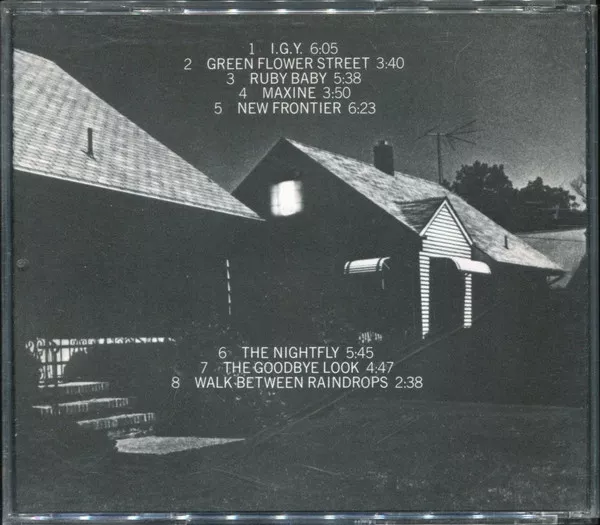 1 I.G.Y. 6:05
2 GREEN FLOWER STREET 3:40
3 RUBY BABY 5:38
4 MAXINE 3:50
5 NEW FRONTIER 6:23
6 THE NIGHTFLY 5:45
7 THE GOODBYE LOOK 4:47
8 WALK BETWEEN RAINDROPS 2:38